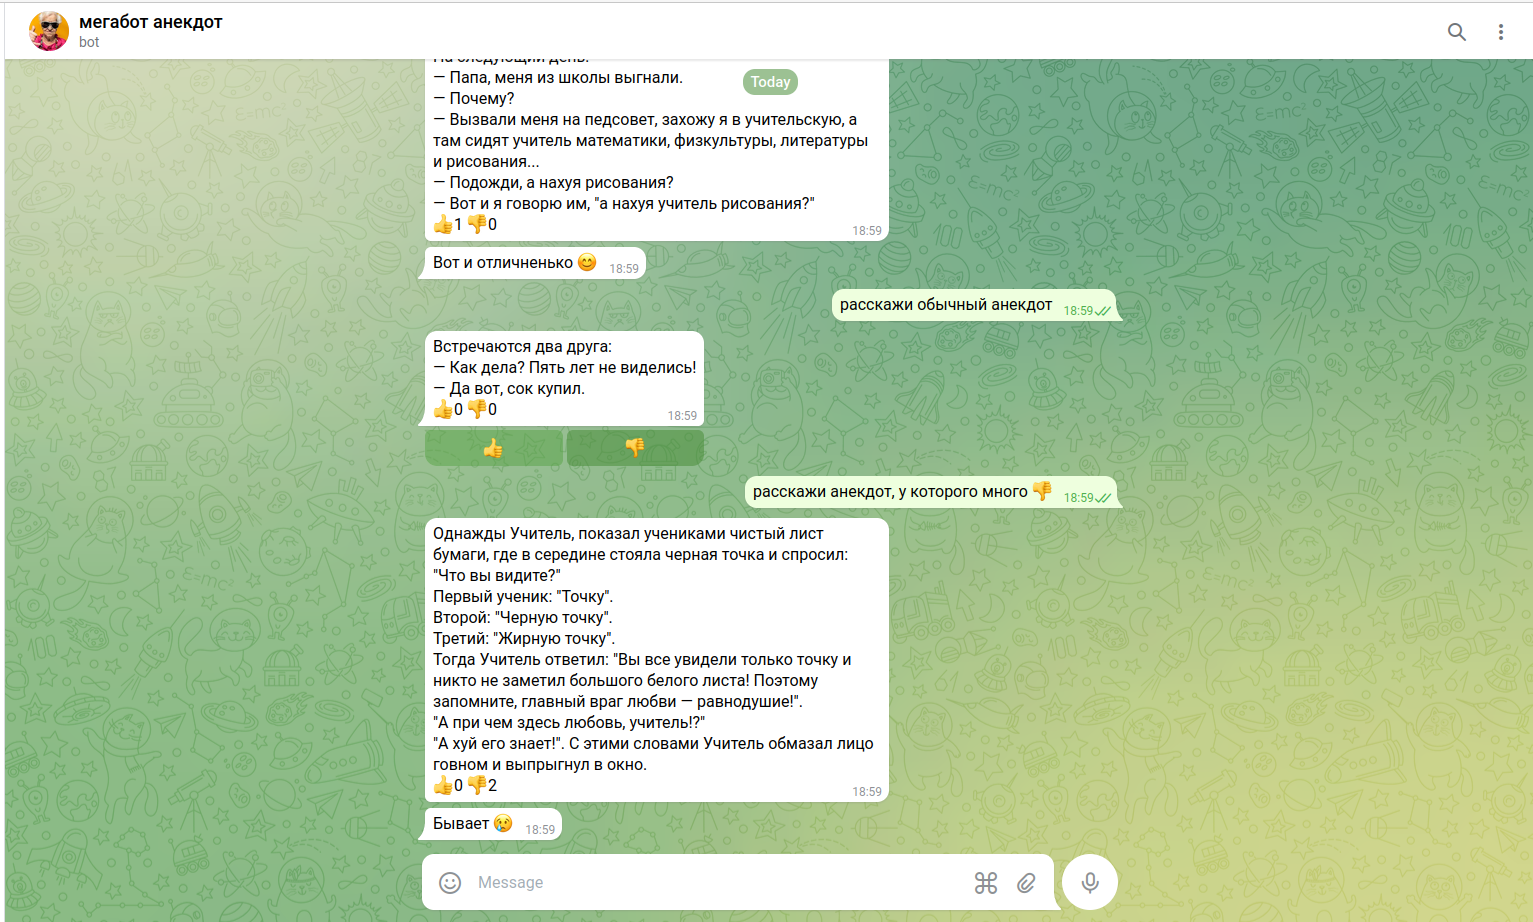 мегабот анекдот
bot
На следующий день:
— Папа, меня из школы выгнали.
Today
— Почему?
— Вызвали меня на педсовет, захожу я в учительскую, а
там сидят учитель математики, физкультуры, литературы
и рисования...
— Подожди, а нахуя рисования?
— Вот и я говорю им, "а нахуя учитель рисования?"
👍1 👎0
18:59
Вот и отличненько 😊 18:59
расскажи обычный анекдот 18:59
Встречаются два друга:
— Как дела? Пять лет не виделись!
— Да вот, сок купил.
👍0 👎0
18:59
👍 👎
расскажи анекдот, у которого много 👎 18:59
Однажды Учитель, показал учениками чистый лист
бумаги, где в середине стояла черная точка и спросил:
"Что вы видите?"
Первый ученик: "Точку".
Второй: "Черную точку".
Третий: "Жирную точку".
Тогда Учитель ответил: "Вы все увидели только точку и
никто не заметил большого белого листа! Поэтому
запомните, главный враг любви — равнодушие!".
"А при чем здесь любовь, учитель!?"
"А хуй его знает!". С этими словами Учитель обмазал лицо
говном и выпрыгнул в окно.
👍0 👎2
18:59
Бывает 😢 18:59
Message